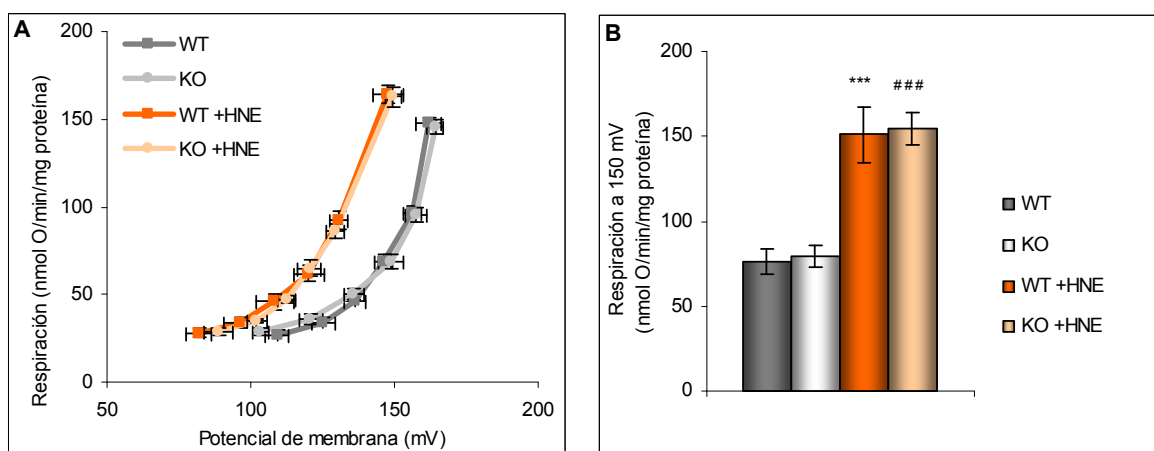 A
200
150
100
50
0
50
100
150
200
Respiración (nmol O/min/mg proteína)
Potencial de membrana (mV)
WT
KO
WT +HNE
KO +HNE
B
200
150
100
50
0
Respiración a 150 mV
(nmol O/min/mg proteína)
***
###
WT
KO
WT +HNE
KO +HNE